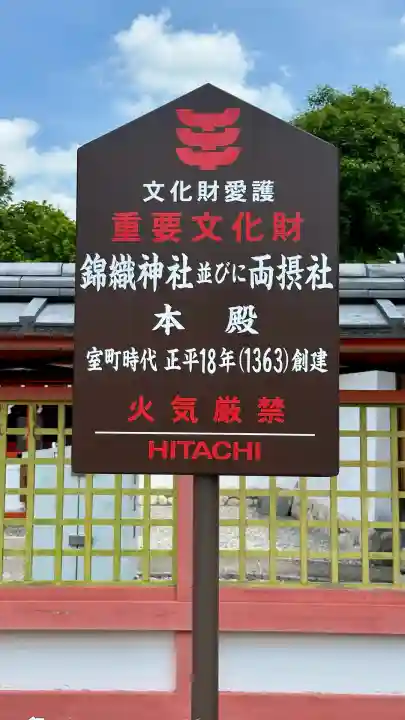 文化財愛護
重要文化財
錦織神社並びに両摂社
本殿
室町時代 正平18年(1363)創建
火気厳禁
HITACHI